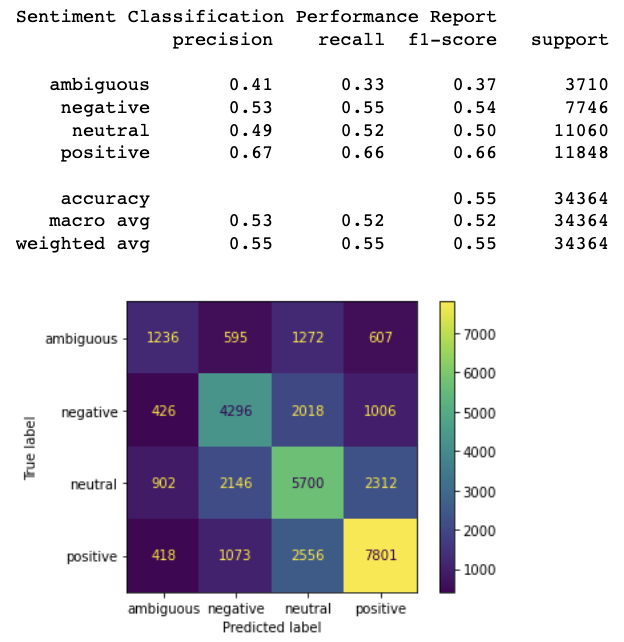 Sentiment Classification Performance Report
precision recall f1-score support
ambiguous 0.41 0.33 0.37 3710
negative 0.53 0.55 0.54 7746
neutral 0.49 0.52 0.50 11060
positive 0.67 0.66 0.66 11848
accuracy 0.55 34364
macro avg 0.53 0.52 0.52 34364
weighted avg 0.55 0.55 0.55 34364
ambiguous 1236 595 1272 607
negative 426 4296 2018 1006
neutral 902 2146 5700 2312
positive 418 1073 2556 7801
ambiguous negative neutral positive
Predicted label
True label
7000
6000
5000
4000
3000
2000
1000